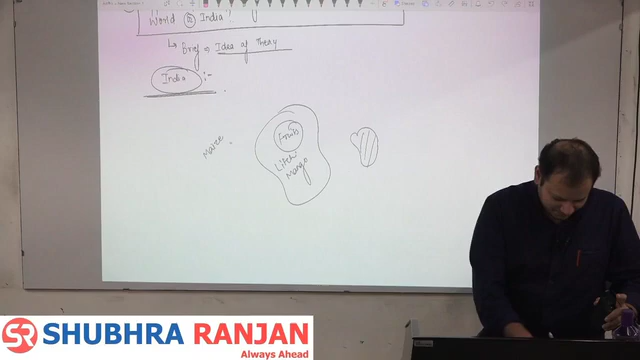 World (&) India?
↳ Brief & Idea of Theory
India :-
Maize
Fruits
Litchi
Mango
SR
SHUBHRA RANJAN
Always Ahead